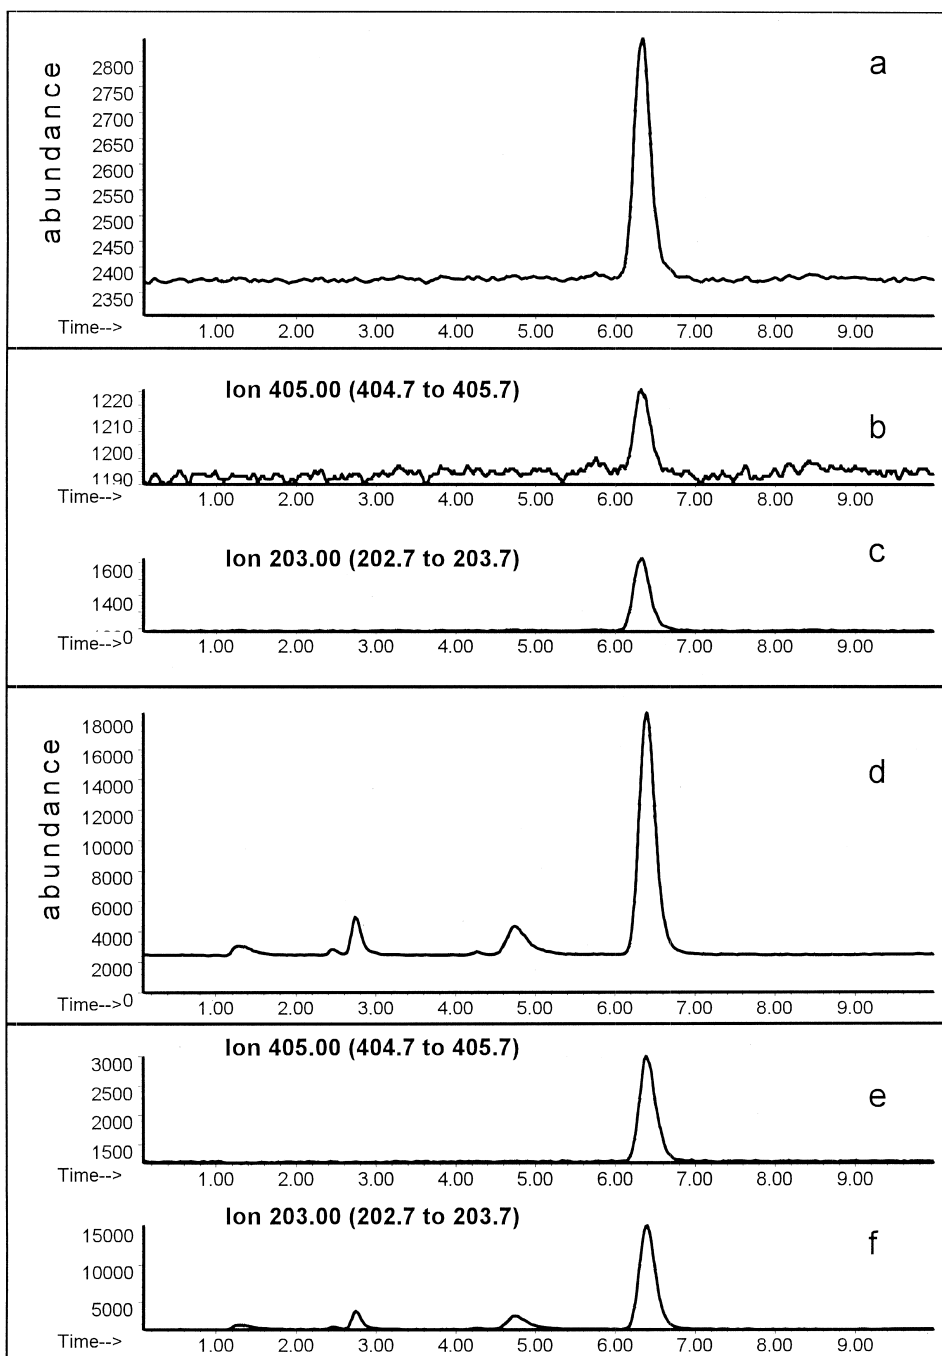 a
abundance
2800
2750
2700
2650
2600
2550
2500
2450
2400
2350
Time--> 1.00 2.00 3.00 4.00 5.00 6.00 7.00 8.00 9.00
Ion 405.00 (404.7 to 405.7)
b
1220
1210
1200
1190
Time--> 1.00 2.00 3.00 4.00 5.00 6.00 7.00 8.00 9.00
Ion 203.00 (202.7 to 203.7)
c
1600
1400
Time--> 1.00 2.00 3.00 4.00 5.00 6.00 7.00 8.00 9.00
d
abundance
18000
16000
14000
12000
10000
8000
6000
4000
2000
0
Time--> 1.00 2.00 3.00 4.00 5.00 6.00 7.00 8.00 9.00
Ion 405.00 (404.7 to 405.7)
e
3000
2500
2000
1500
Time--> 1.00 2.00 3.00 4.00 5.00 6.00 7.00 8.00 9.00
Ion 203.00 (202.7 to 203.7)
f
15000
10000
5000
Time--> 1.00 2.00 3.00 4.00 5.00 6.00 7.00 8.00 9.00